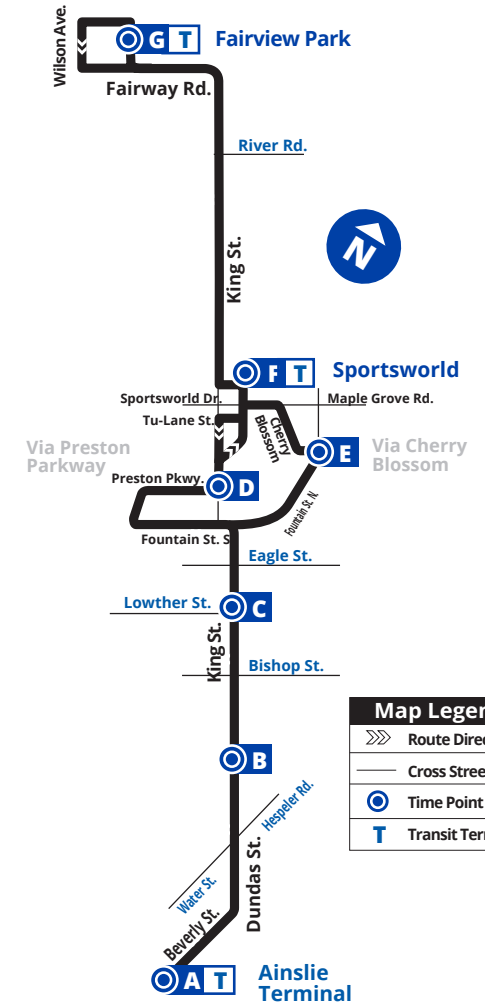 Wilson Ave.
G T Fairview Park
Fairway Rd.
River Rd.
N
King St.
F T Sportsworld
Sportsworld Dr.
Maple Grove Rd.
Tu-Lane St.
Cherry
Blossom
Via Preston
Parkway
E
Via Cherry
Blossom
Preston Pkwy.
D
Fountain St. N.
Fountain St. S
Eagle St.
Lowther St.
C
King St.
Bishop St.
Map Legen
Route Dire
Cross Stree
Time Point
T Transit Ter
B
Hespeler Rd.
Water St.
Dundas St.
Beverly St.
A T Ainslie
Terminal